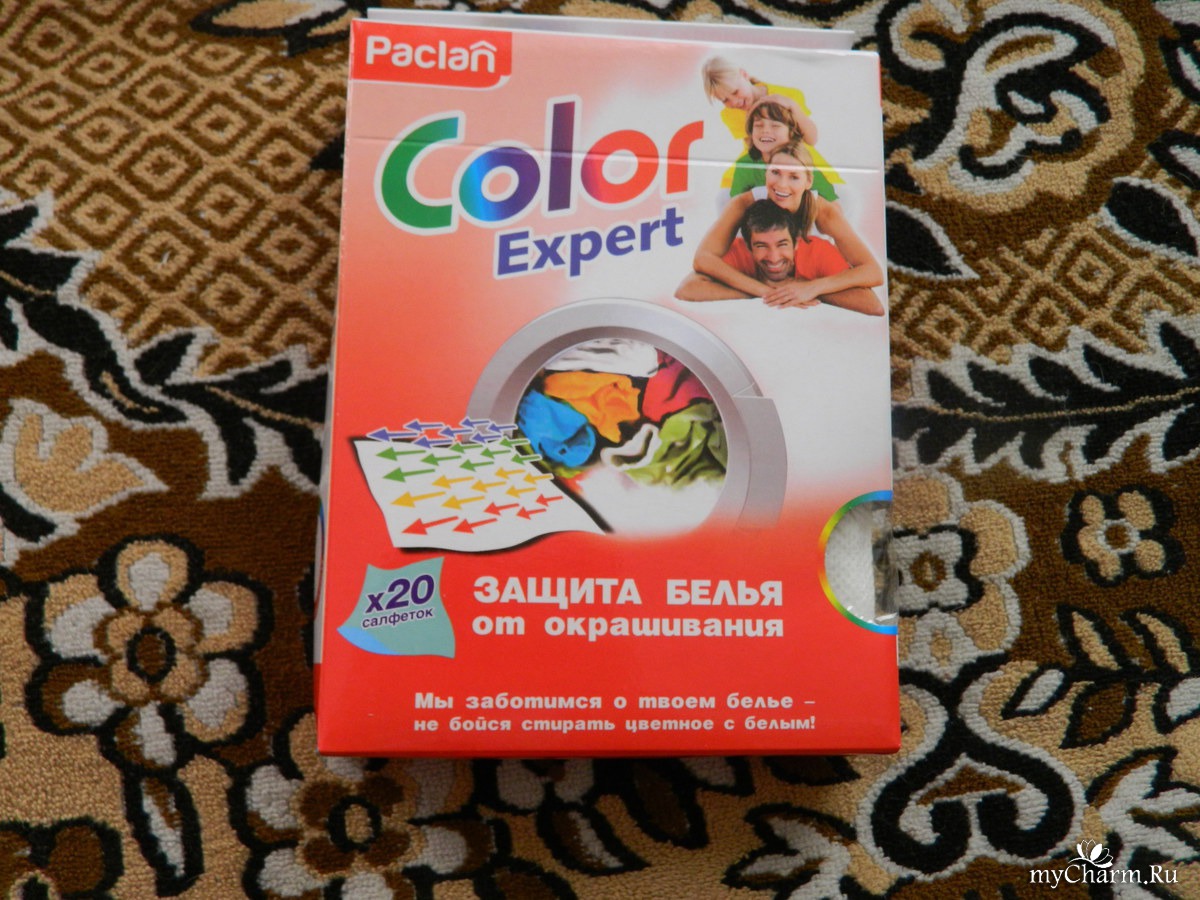 Paclan
Color
Expert
x20
салфеток
ЗАЩИТА БЕЛЬЯ
от окрашивания
Мы заботимся о твоем белье –
не бойся стирать цветное с белым!
myCharm.Ru